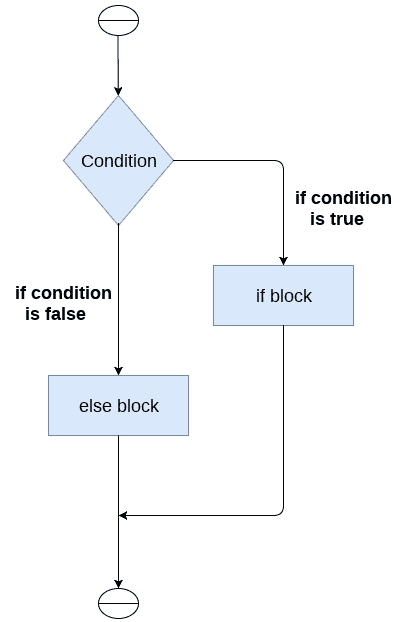 Condition
if condition
is true
if condition
is false
if block
else block